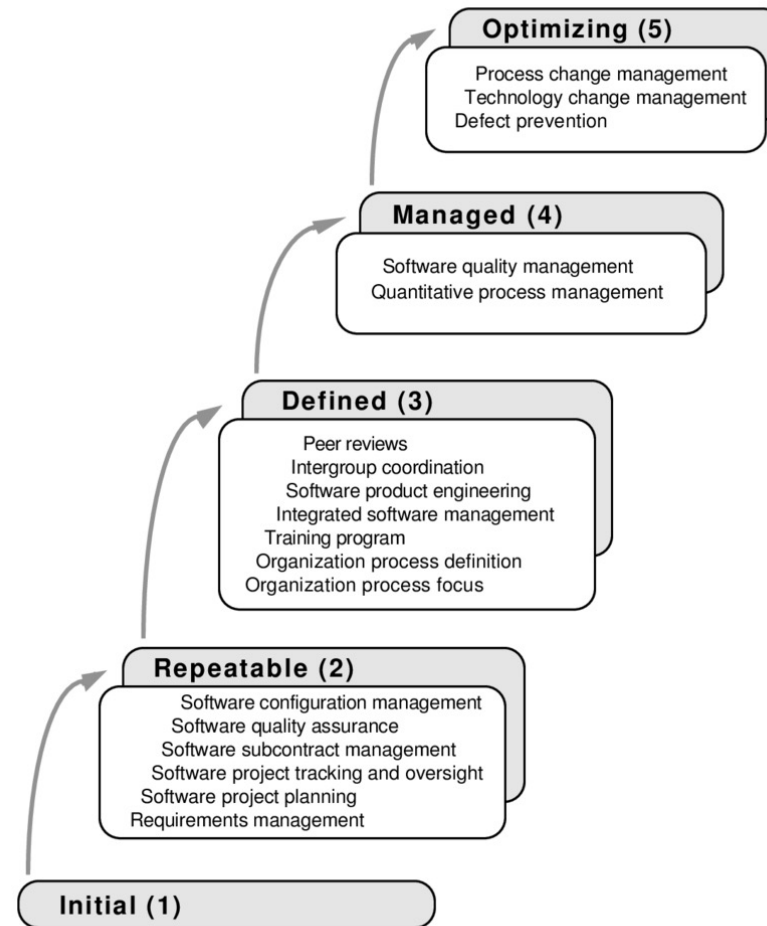 Optimizing (5)
Process change management
Technology change management
Defect prevention
Managed (4)
Software quality management
Quantitative process management
Defined (3)
Peer reviews
Intergroup coordination
Software product engineering
Integrated software management
Training program
Organization process definition
Organization process focus
Repeatable (2)
Software configuration management
Software quality assurance
Software subcontract management
Software project tracking and oversight
Software project planning
Requirements management
Initial (1)